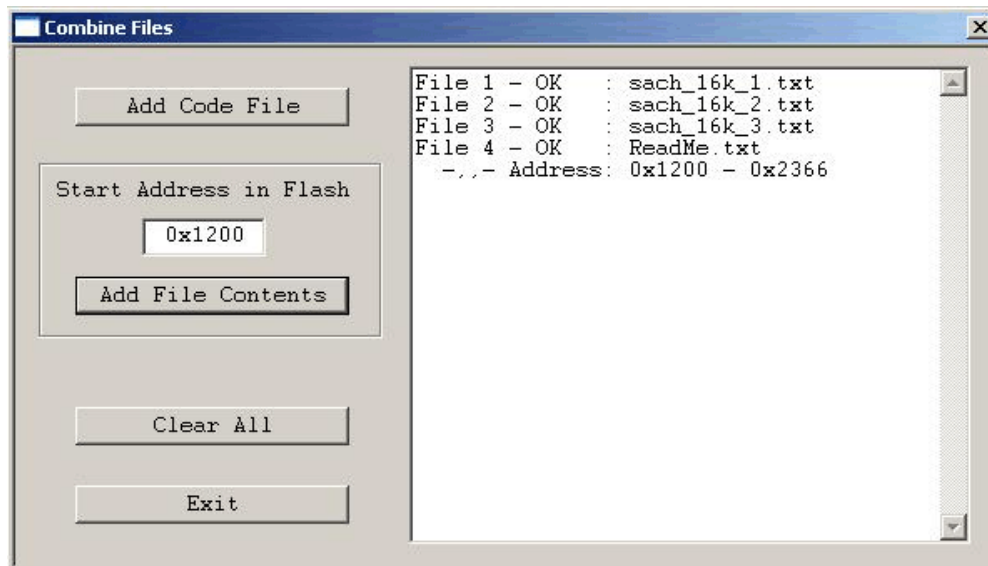 Combine Files
Add Code File
Start Address in Flash
0x1200
Add File Contents
Clear All
Exit
File 1 - OK   : sach_16k_1.txt
File 2 - OK   : sach_16k_2.txt
File 3 - OK   : sach_16k_3.txt
File 4 - OK   : ReadMe.txt
-,,- Address: 0x1200 - 0x2366